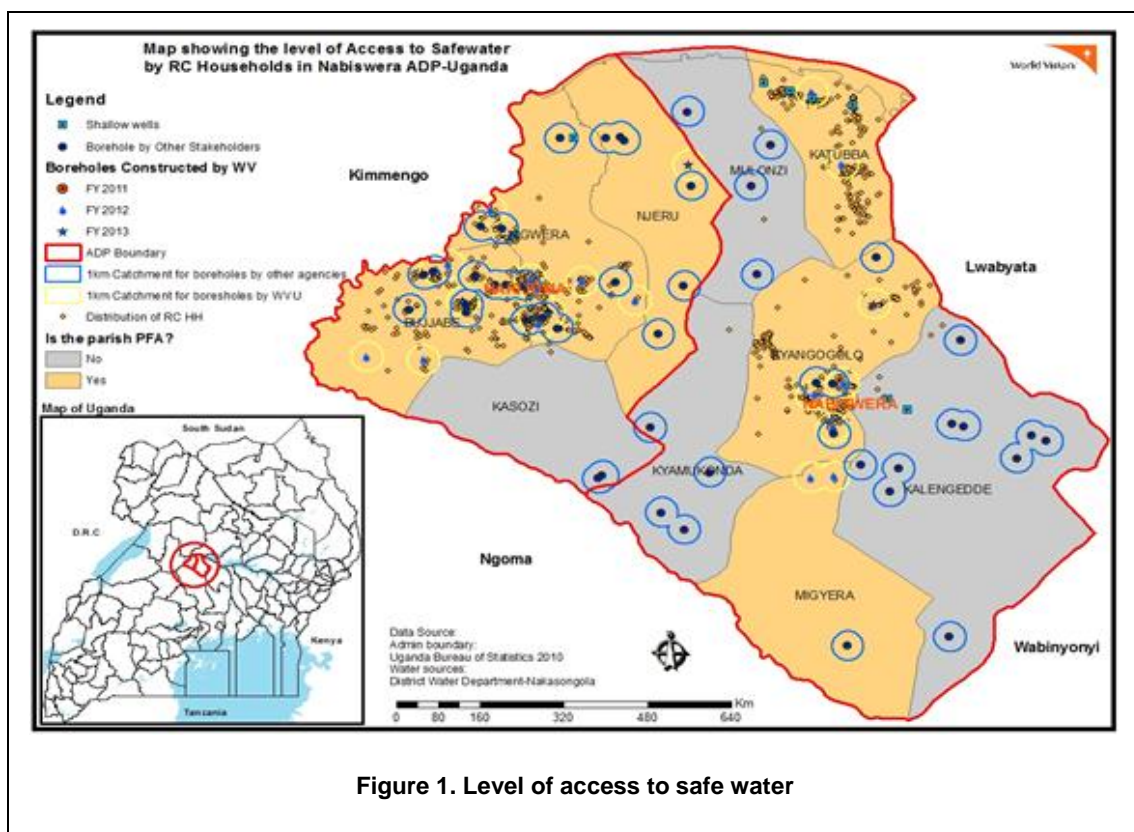 Map showing the level of Access to Safewater
by RC Households in Nabiswera ADP-Uganda
World Vision
Legend
Shallow wells
Borehole by Other Stakeholders
Boreholes Constructed by WV
FY 2011
FY 2012
FY 2013
ADP Boundary
1km Catchment for boreholes by other agencies
1km Catchment for boresholes by WVU
Distribution of RC HH
Is the parish PFA?
No
Yes
Map of Uganda
South Sudan
D.R.C
Kenya
Tanzania
Kimmengo
MULONZI
KATUBBA
NJERU
Lwabyata
KYANGOGOLO
NABISWERA
KASOZI
KYAMUKONDA
KALENGEDDE
Ngoma
MIGYERA
Wabinyonyi
Data Source:
Admin boundary:
Uganda Bureau of Statistics 2010
Water sources:
District Water Department-Nakasongola
Km
0 80 160 320 480 640
Figure 1. Level of access to safe water